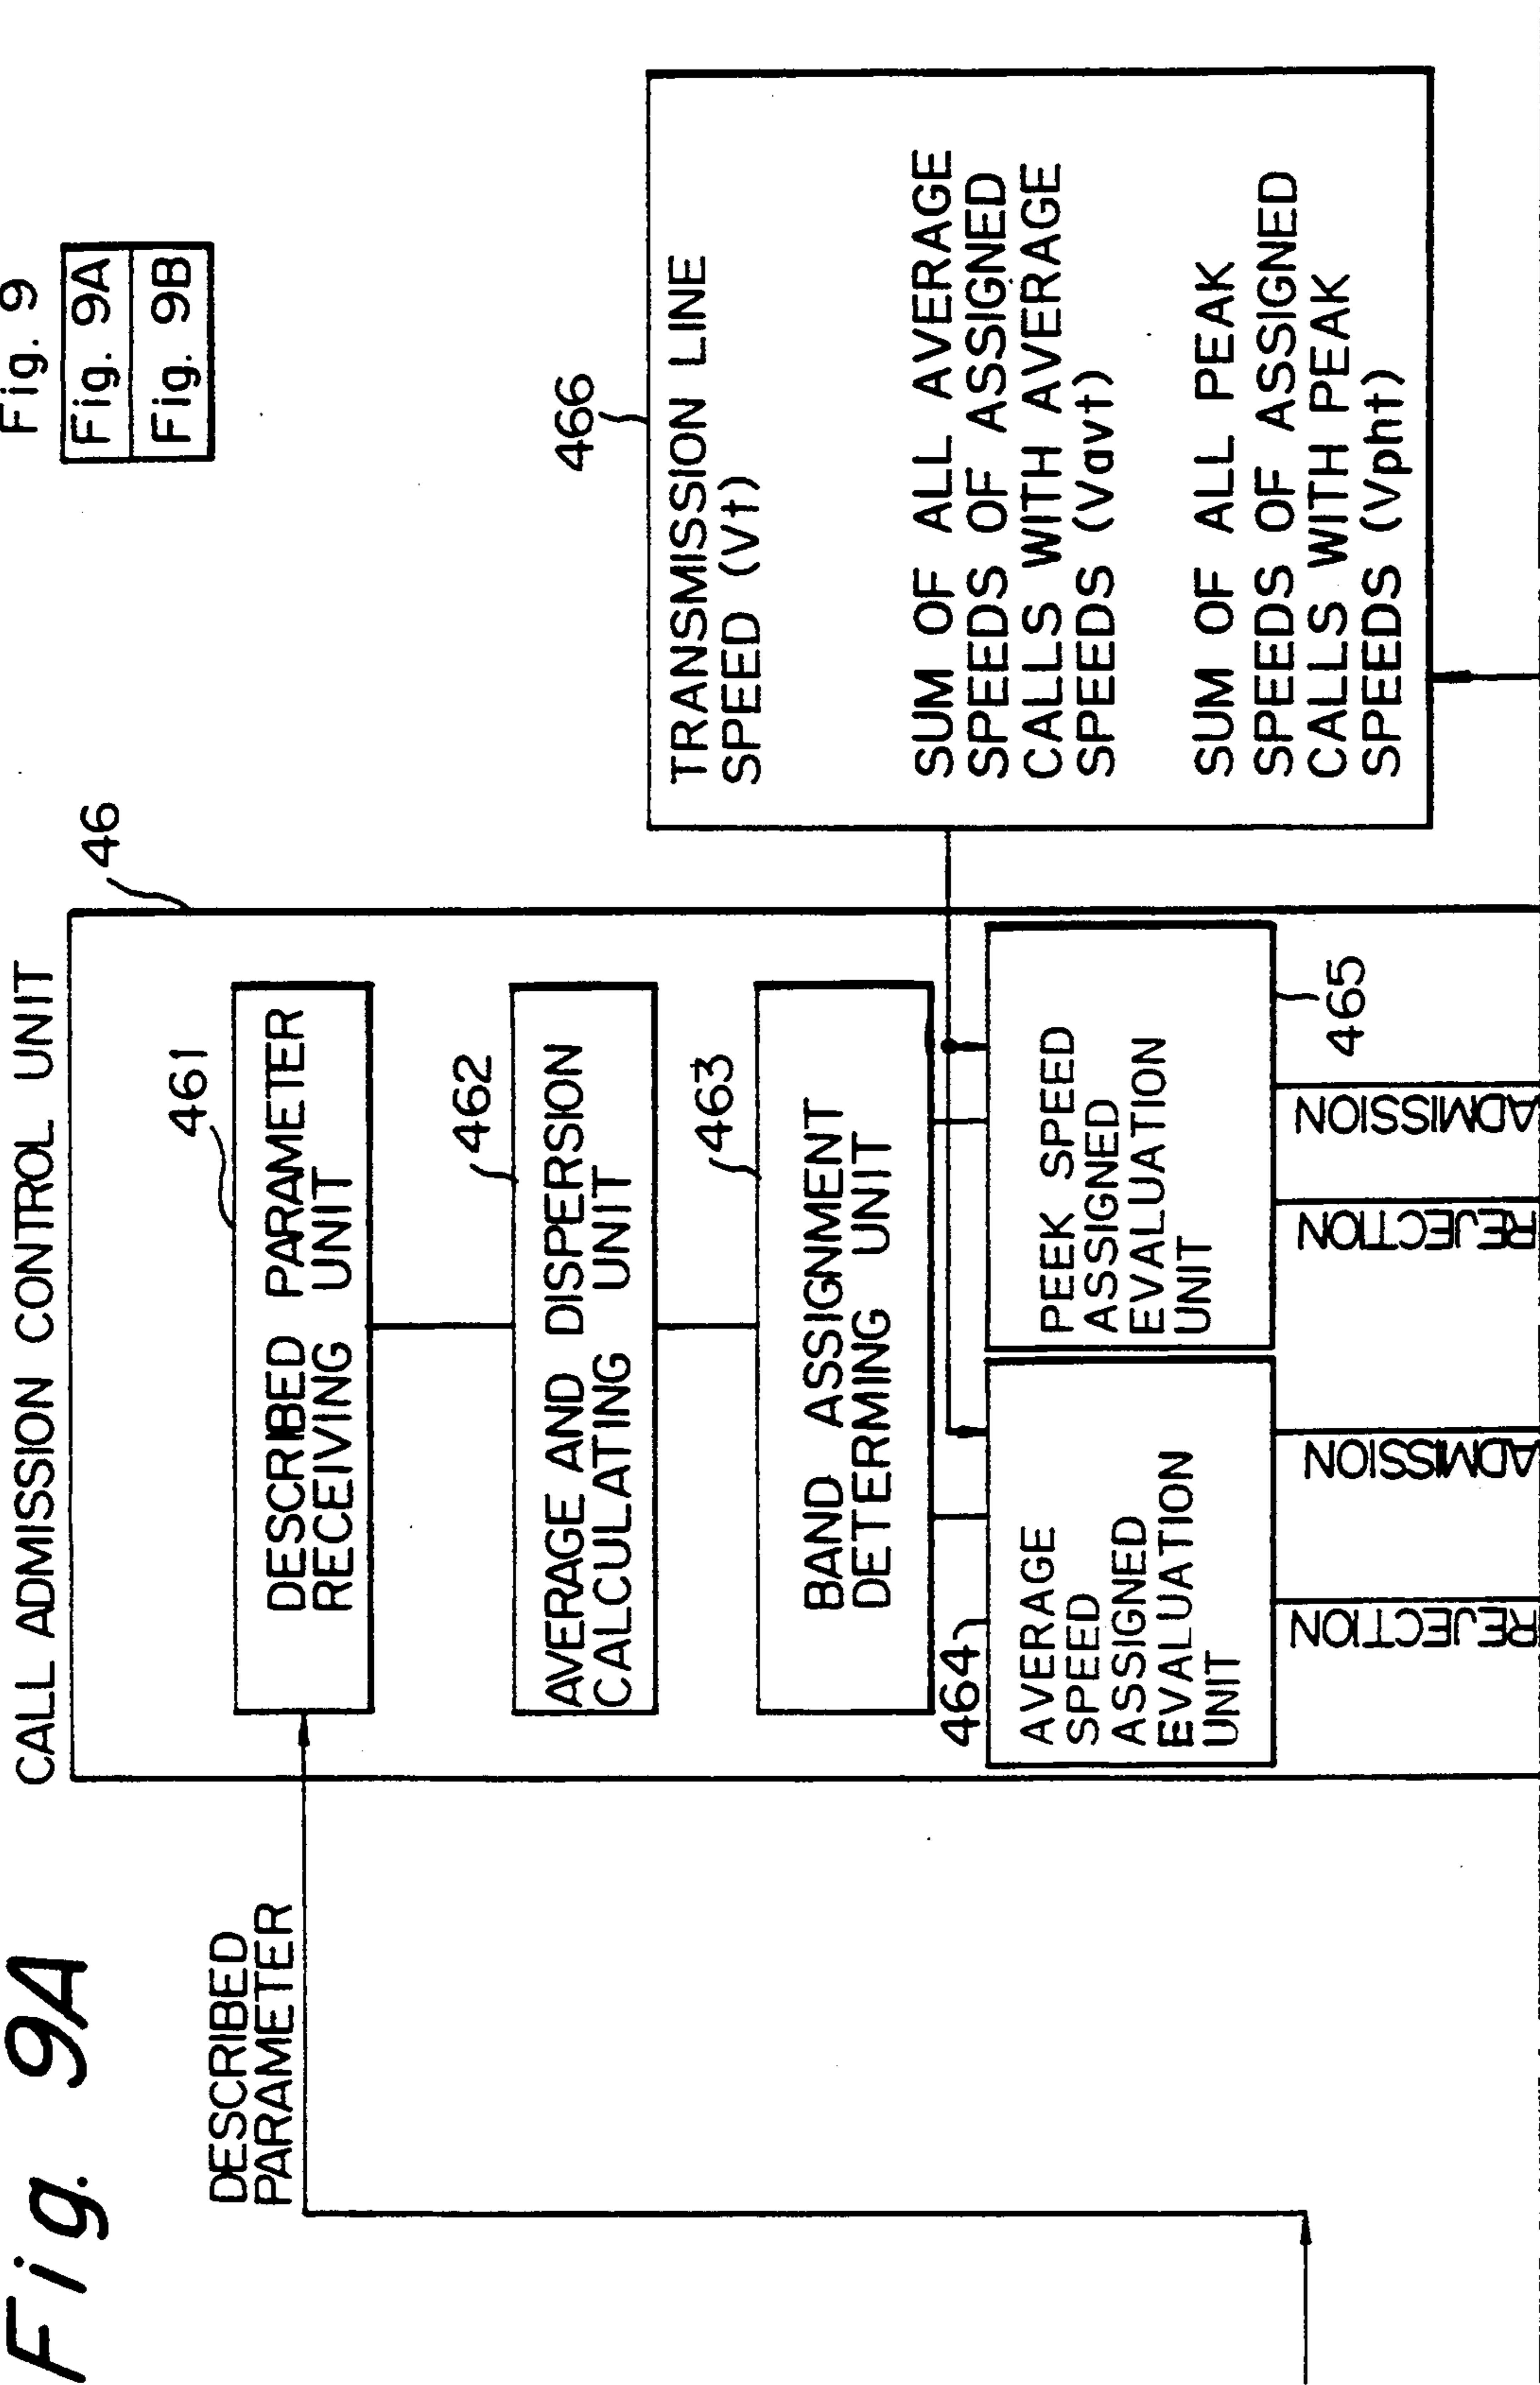 Fig. 9A
Fig. 9
Fig. 9A
Fig. 9B
CALL ADMISSION CONTROL UNIT
46
DESCRIBED
PARAMETER
461
DESCRIBED PARAMETER
RECEIVING UNIT
462
AVERAGE AND DISPERSION
CALCULATING UNIT
463
BAND ASSIGNMENT
DETERMING UNIT
464
AVERAGE
SPEED
ASSIGNED
EVALUATION
UNIT
PEEK SPEED
ASSIGNED
EVALUATION
UNIT
465
REJECTION
ADMISSION
REJECTION
ADMISSION
466
TRANSMISSION LINE
SPEED (Vt)
SUM OF ALL AVERAGE
SPEEDS OF ASSIGNED
CALLS WITH AVERAGE
SPEEDS (Vavt)
SUM OF ALL PEAK
SPEEDS OF ASSIGNED
CALLS WITH PEAK
SPEEDS (Vpht)